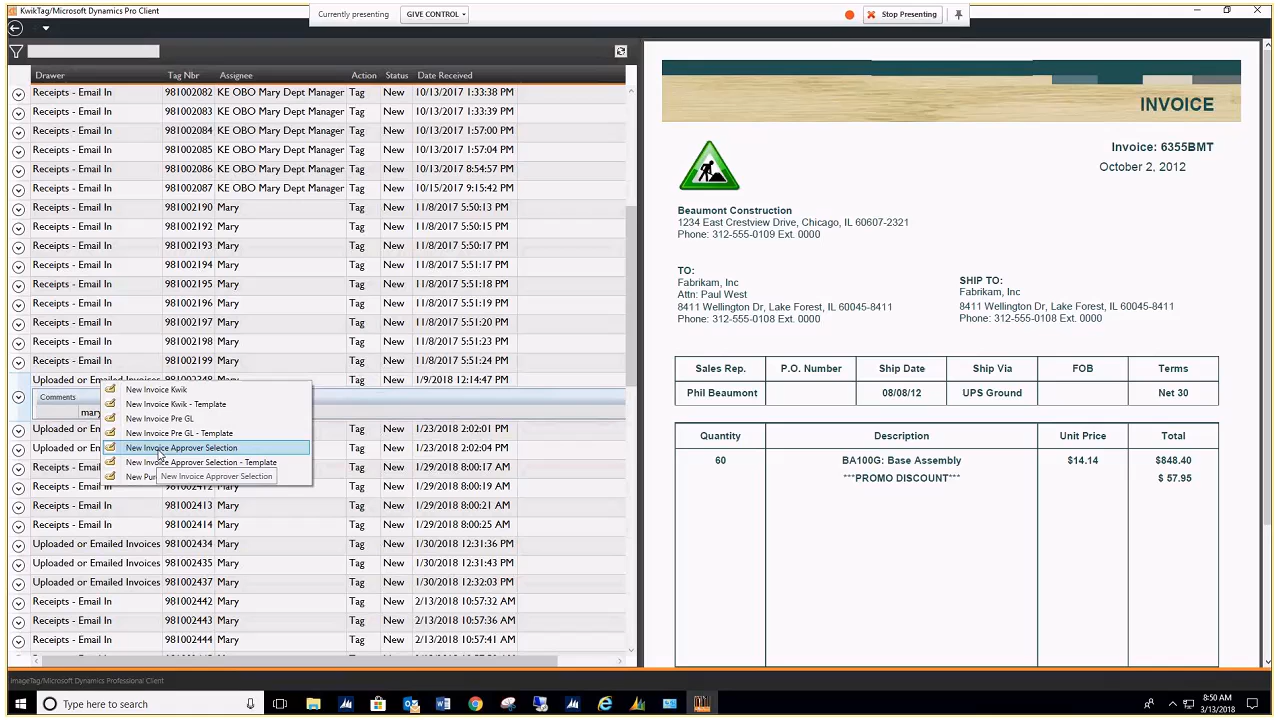 KwikTag/Microsoft Dynamics Pro Client
Currently presenting GIVE CONTROL Stop Presenting
Drawer Tag Nbr Assignee Action Status Date Received
Receipts - Email In 981002082 KE OBO Mary Dept Manager Tag New 10/13/2017 1:33:38 PM
Receipts - Email In 981002083 KE OBO Mary Dept Manager Tag New 10/13/2017 1:33:39 PM
Receipts - Email In 981002084 KE OBO Mary Dept Manager Tag New 10/13/2017 1:57:00 PM
Receipts - Email In 981002085 KE OBO Mary Dept Manager Tag New 10/13/2017 1:57:04 PM
Receipts - Email In 981002086 KE OBO Mary Dept Manager Tag New 10/13/2017 8:54:57 PM
Receipts - Email In 981002087 KE OBO Mary Dept Manager Tag New 10/15/2017 9:15:42 PM
Receipts - Email In 981002190 Mary Tag New 11/8/2017 5:50:13 PM
Receipts - Email In 981002192 Mary Tag New 11/8/2017 5:50:15 PM
Receipts - Email In 981002193 Mary Tag New 11/8/2017 5:50:17 PM
Receipts - Email In 981002194 Mary Tag New 11/8/2017 5:51:17 PM
Receipts - Email In 981002195 Mary Tag New 11/8/2017 5:51:18 PM
Receipts - Email In 981002196 Mary Tag New 11/8/2017 5:51:19 PM
Receipts - Email In 981002197 Mary Tag New 11/8/2017 5:51:20 PM
Receipts - Email In 981002198 Mary Tag New 11/8/2017 5:51:23 PM
Receipts - Email In 981002199 Mary Tag New 11/8/2017 5:51:24 PM
Uploaded or Emailed Invoices 981002348 Mary Tag New 1/9/2018 12:14:47 PM
Comments
mary
New Invoice Kwik
New Invoice Kwik - Template
New Invoice Pre GL
New Invoice Pre GL - Template
New Invoice Approver Selection
New Invoice Approver Selection - Template
New Pur
New Invoice Approver Selection
Uploaded or Em Tag New 1/23/2018 2:02:01 PM
Uploaded or Em Tag New 1/23/2018 2:02:04 PM
Receipts - Email In Tag New 1/29/2018 8:00:17 AM
Receipts - Email In 981002413 Mary Tag New 1/29/2018 8:00:21 AM
Receipts - Email In 981002414 Mary Tag New 1/29/2018 8:00:25 AM
Uploaded or Emailed Invoices 981002434 Mary Tag New 1/30/2018 12:31:36 PM
Uploaded or Emailed Invoices 981002435 Mary Tag New 1/30/2018 12:31:43 PM
Uploaded or Emailed Invoices 981002437 Mary Tag New 1/30/2018 12:32:03 PM
Receipts - Email In 981002442 Mary Tag New 2/13/2018 10:57:32 AM
Receipts - Email In 981002443 Mary Tag New 2/13/2018 10:57:36 AM
Receipts - Email In 981002444 Mary Tag New 2/13/2018 10:57:41 AM
INVOICE
Invoice: 6355BMT
October 2, 2012
Beaumont Construction
1234 East Crestview Drive, Chicago, IL 60607-2321
Phone: 312-555-0109 Ext. 0000
TO:
Fabrikam, Inc
Attn: Paul West
8411 Wellington Dr, Lake Forest, IL 60045-8411
Phone: 312-555-0108 Ext. 0000
SHIP TO:
Fabrikam, Inc
8411 Wellington Dr, Lake Forest, IL 60045-8411
Phone: 312-555-0108 Ext. 0000
Sales Rep. P.O. Number Ship Date Ship Via FOB Terms
Phil Beaumont 08/08/12 UPS Ground Net 30
Quantity Description Unit Price Total
60 BA100G: Base Assembly $14.14 $848.40
***PROMO DISCOUNT*** $ 57.95
ImageTag/Microsoft Dynamics Professional Client
Type here to search
8:50 AM
3/13/2018